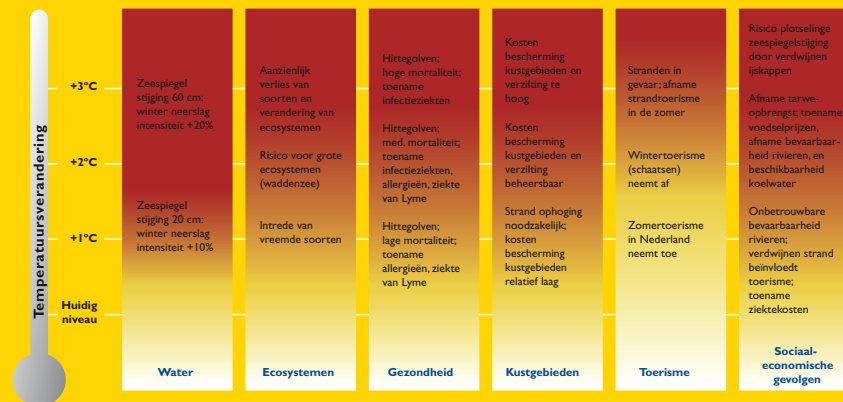 Temperatuursverandering
+3°C
+2°C
+1°C
Huidig
niveau
Zeespiegel
stijging 60 cm:
winter neerslag
intensiteit +20%
Zeespiegel
stijging 20 cm:
winter neerslag
intensiteit +10%
Water
Aanzienlijk
verlies van
soorten en
verandering van
ecosystemen
Risico voor grote
ecosystemen
(waddenzee)
Intrede van
vreemde soorten
Ecosystemen
Hittegolven;
hoge mortaliteit;
toename
infectieziekten
Hittegolven;
med. mortaliteit;
toename
infectieziekten,
allergieën, ziekte
van Lyme
Hittegolven;
lage mortaliteit;
toename
allergieën, ziekte
van Lyme
Gezondheid
Kosten
bescherming
kustgebieden en
verzilting te
hoog
Kosten
bescherming
kustgebieden en
verzilting
beheersbaar
Strand ophoging
noodzakelijk;
kosten
bescherming
kustgebieden
relatief laag
Kustgebieden
Stranden in
gevaar; afname
strandtoerisme
in de zomer
Wintertoerisme
(schaatsen)
neemt af
Zomertoerisme
in Nederland
neemt toe
Toerisme
Risico plotselinge
zeespiegelstijging
door verdwijnen
ijskappen
Afname tarwe-
opbrengst; toename
voedselprijzen,
afname bevaarbaar-
heid rivieren, en
beschikbaarheid
koelwater
Onbetrouwbare
bevaarbaarheid
rivieren;
verdwijnen strand
beïnvloedt
toerisme;
toename
ziektekosten
Sociaal-
economische
gevolgen